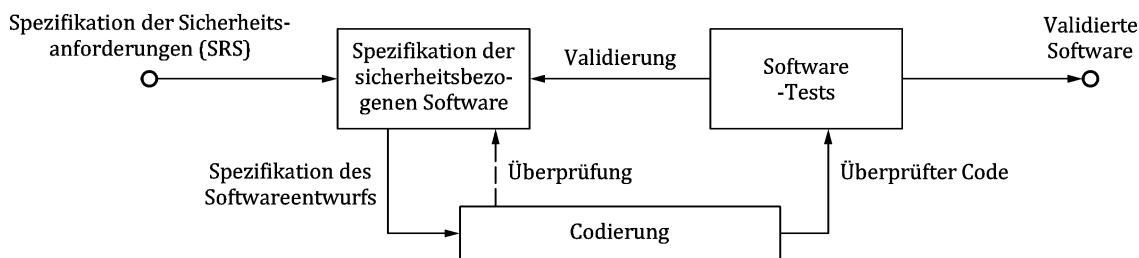 Spezifikation der Sicherheits-
anforderungen (SRS)
Spezifikation der
sicherheitsbezo-
genen Software
Validierung
Software
-Tests
Validierte
Software
Spezifikation des
Softwareentwurfs
Überprüfung
Überprüfter Code
Codierung